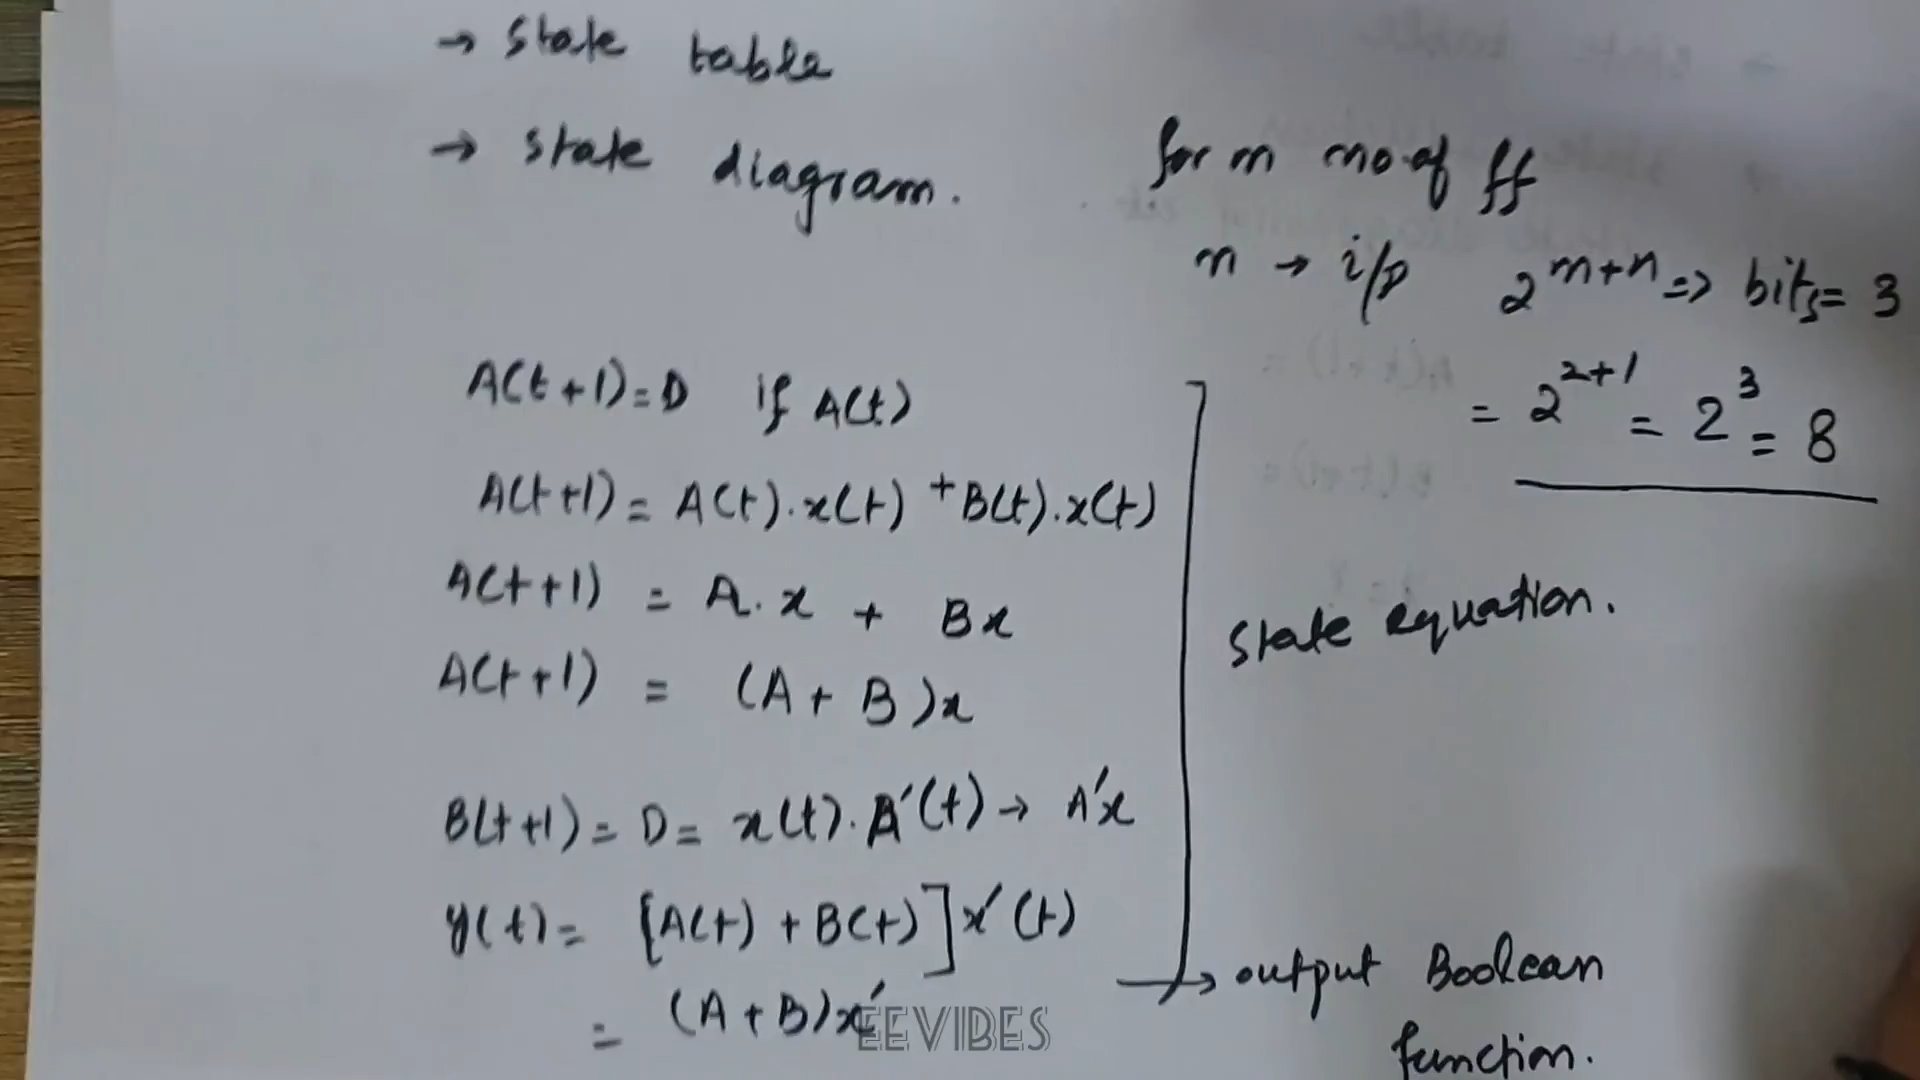 → State table
→ State diagram.
for m no. of ff
n → i/p 2^m+n => bits = 3
= 2^2+1 = 2^3 = 8
A(t+1) = D if A(t)
A(t+1) = A(t).x(t) + B(t).x(t)
A(t+1) = A.x + Bx
A(t+1) = (A+B)x
State equation.
B(t+1) = D = x(t).A'(t) → A'x
y(t) = [A(t) + B(t)]x'(t)
= (A+B)x'
→ output Boolean
function.
EEVIBES